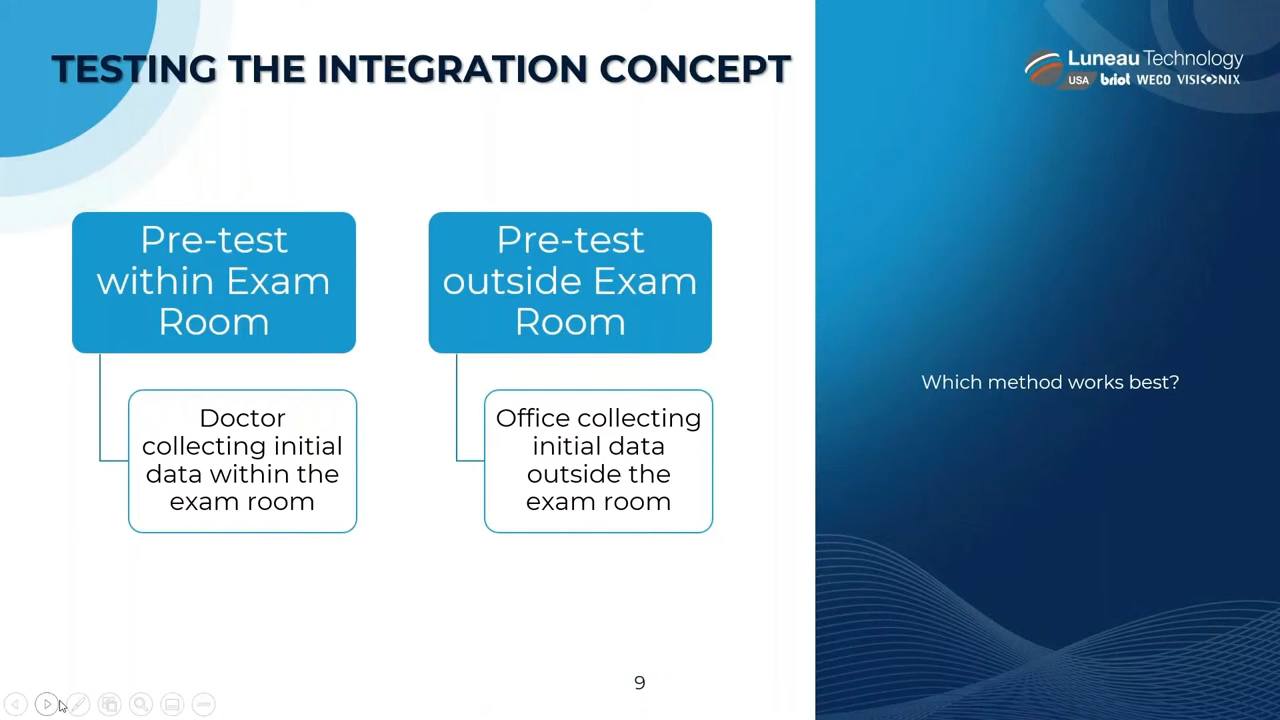 TESTING THE INTEGRATION CONCEPT
Luneau Technology
USA briot WECO VISIONIX
Pre-test
within Exam
Room
Pre-test
outside Exam
Room
Doctor
collecting initial
data within the
exam room
Office collecting
initial data
outside the
exam room
Which method works best?
9